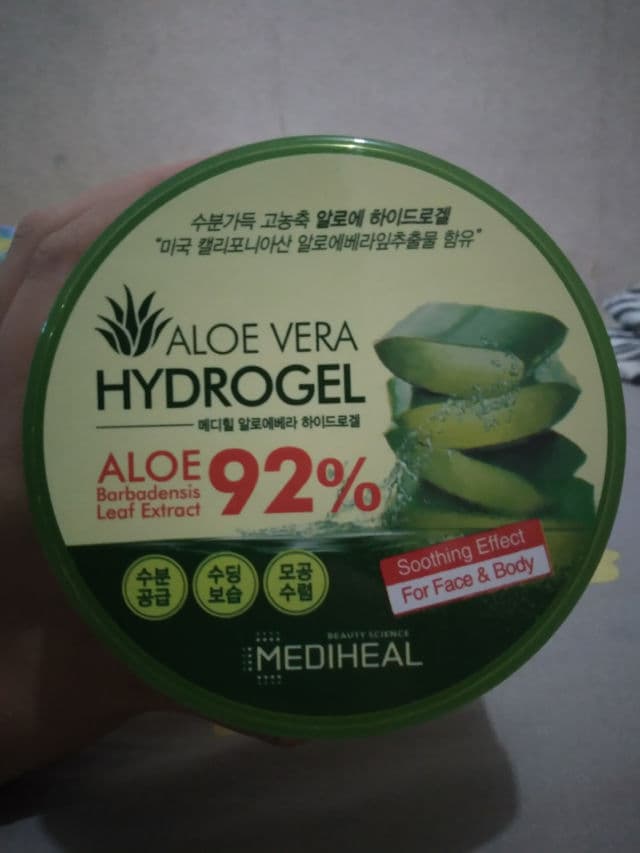 수분가득 고농축 알로에 하이드로겔
"미국 캘리포니아산 알로에베라잎추출물 함유"
ALOE VERA
HYDROGEL
메디힐 알로에베라 하이드로겔
ALOE 92%
Barbadensis
Leaf Extract
수분
공급
수딩
보습
모공
수렴
Soothing Effect
For Face & Body
BEAUTY SCIENCE
MEDIHEAL